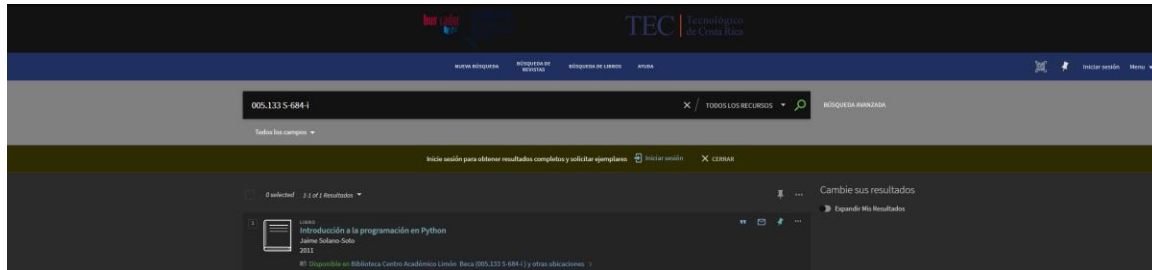 buscador
TEC | Tecnológico
de Costa Rica
NUEVA BÚSQUEDA
BÚSQUEDA DE
REVISTAS
BÚSQUEDA DE LIBROS
AYUDA
Iniciar sesión
Menu
005.133 S-684-i
TODOS LOS RECURSOS
BÚSQUEDA AVANZADA
Todos los campos
Inicie sesión para obtener resultados completos y solicitar ejemplares
Iniciar sesión
CERRAR
0 selected
1-1 of 1 Resultados
Cambie sus resultados
Expandir Mis Resultados
1
LIBRO
Introducción a la programación en Python
Jaime Solano-Soto
2011
Disponible en Biblioteca Centro Académico Limón Beca (005.133 S-684-i) y otras ubicaciones